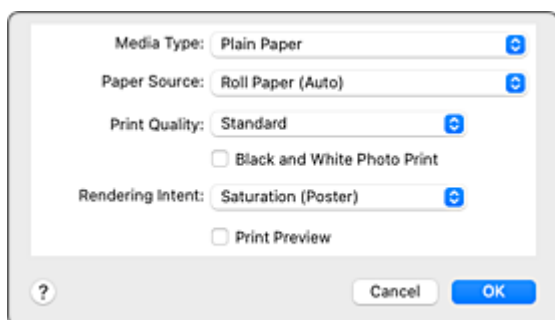 Media Type: Plain Paper
Paper Source: Roll Paper (Auto)
Print Quality: Standard
Black and White Photo Print
Rendering Intent: Saturation (Poster)
Print Preview
? Cancel OK